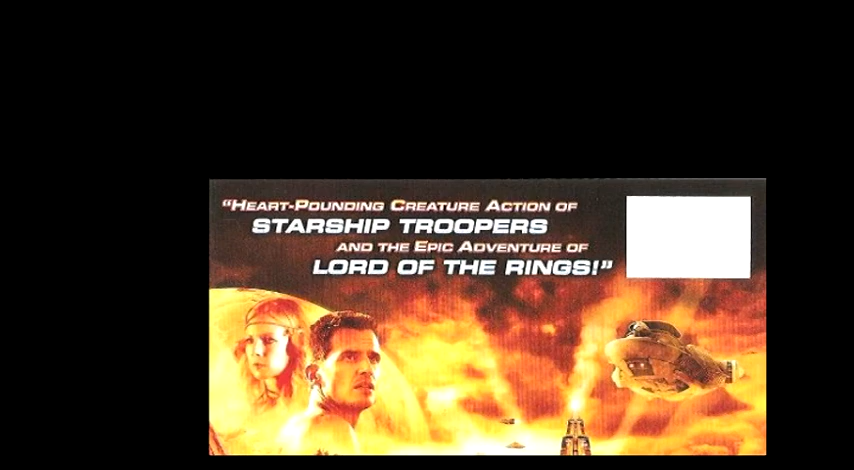 “Heart-Pounding Creature Action of
STARSHIP TROOPERS
and the Epic Adventure of
LORD OF THE RINGS!”